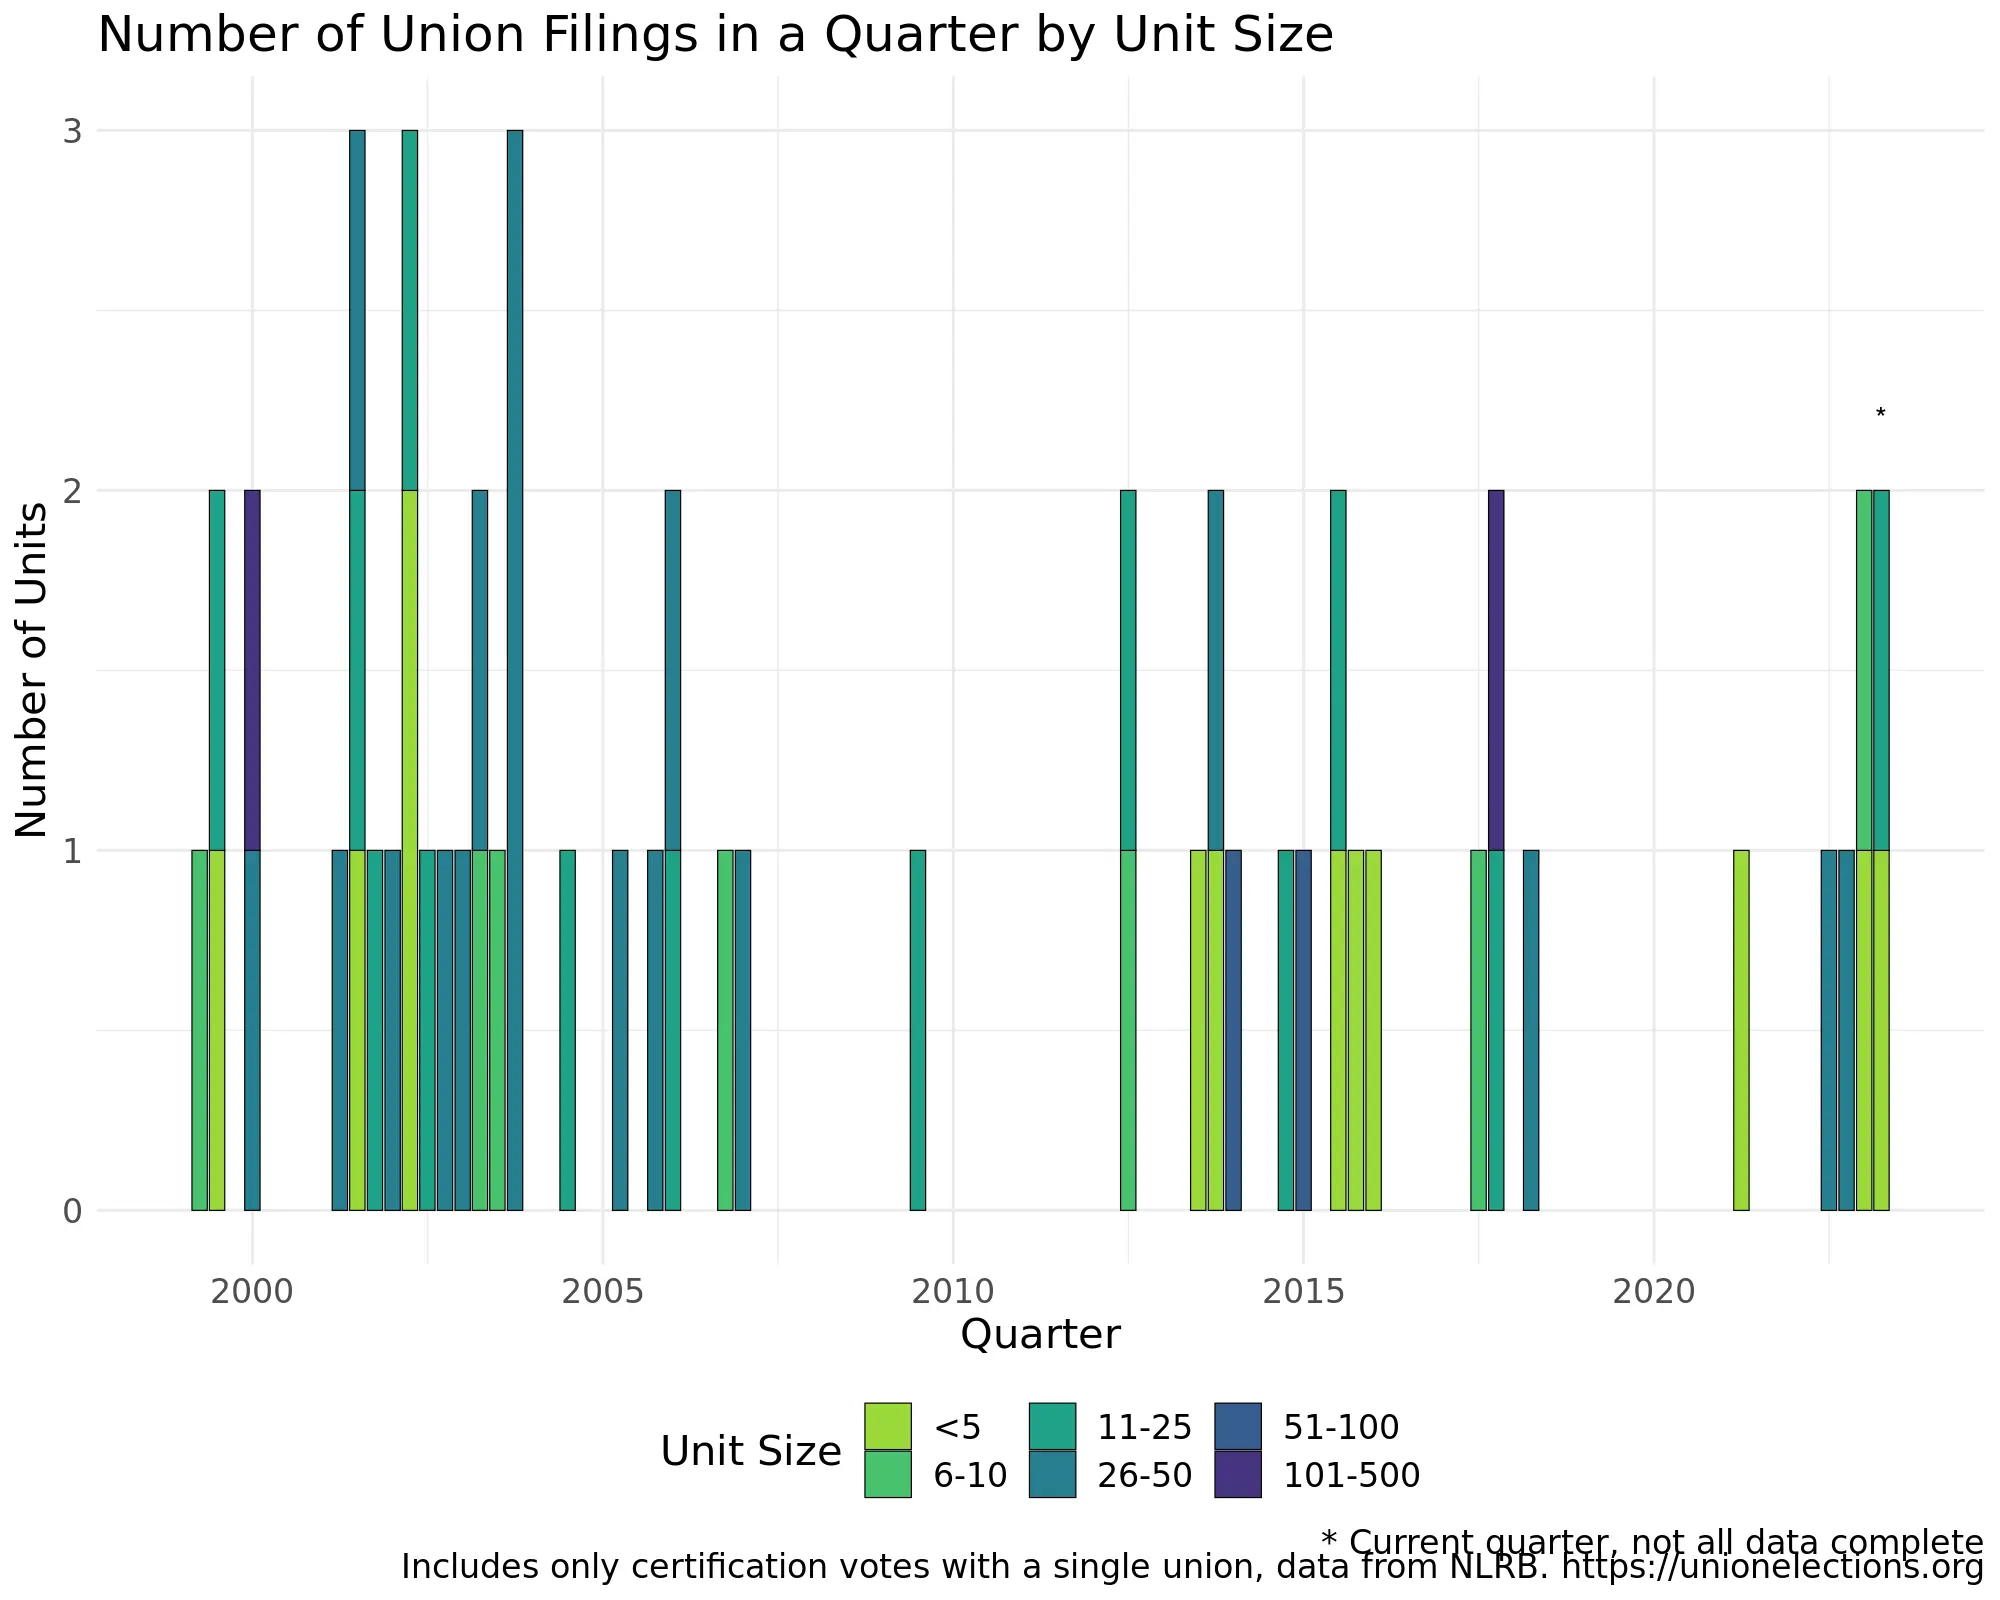 Number of Union Filings in a Quarter by Unit Size
Number of Units
3
2
1
0
*
2000 2005 2010 2015 2020
Quarter
Unit Size
<5 11-25 51-100
6-10 26-50 101-500
* Current quarter, not all data complete
Includes only certification votes with a single union, data from NLRB. https://unionelections.org